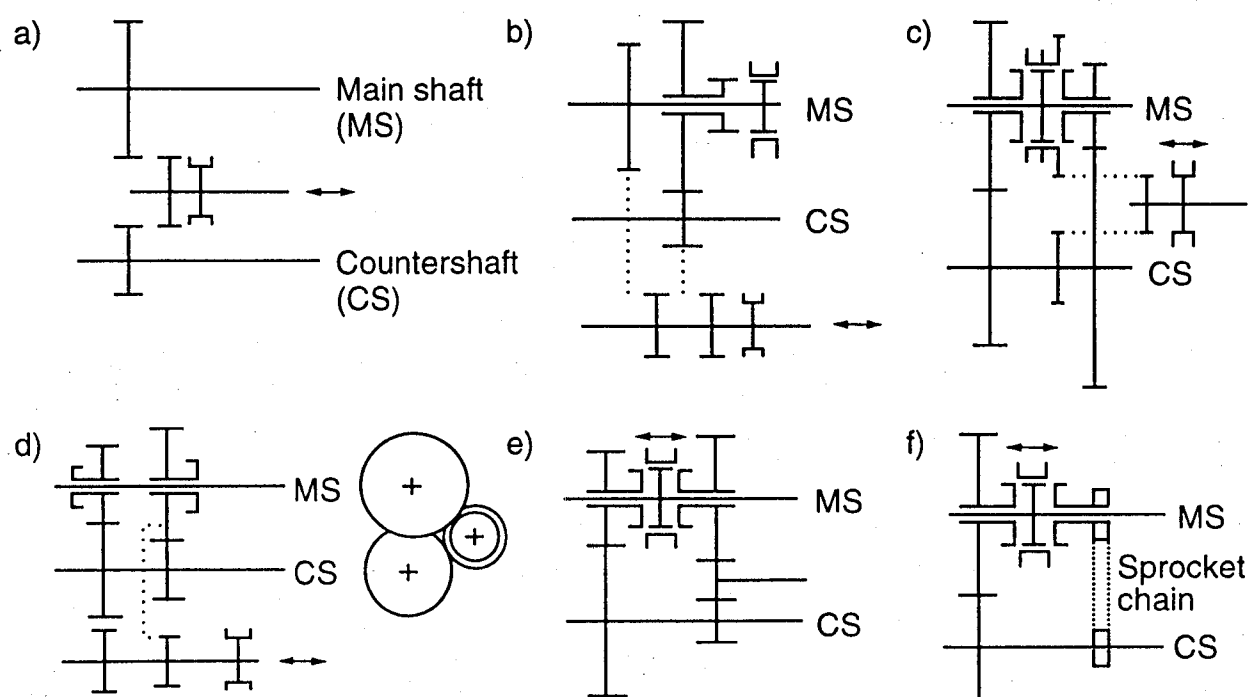 a)
Main shaft
(MS)
Countershaft
(CS)
b)
MS
CS
c)
MS
CS
d)
MS
CS
e)
MS
CS
f)
MS
Sprocket
chain
CS